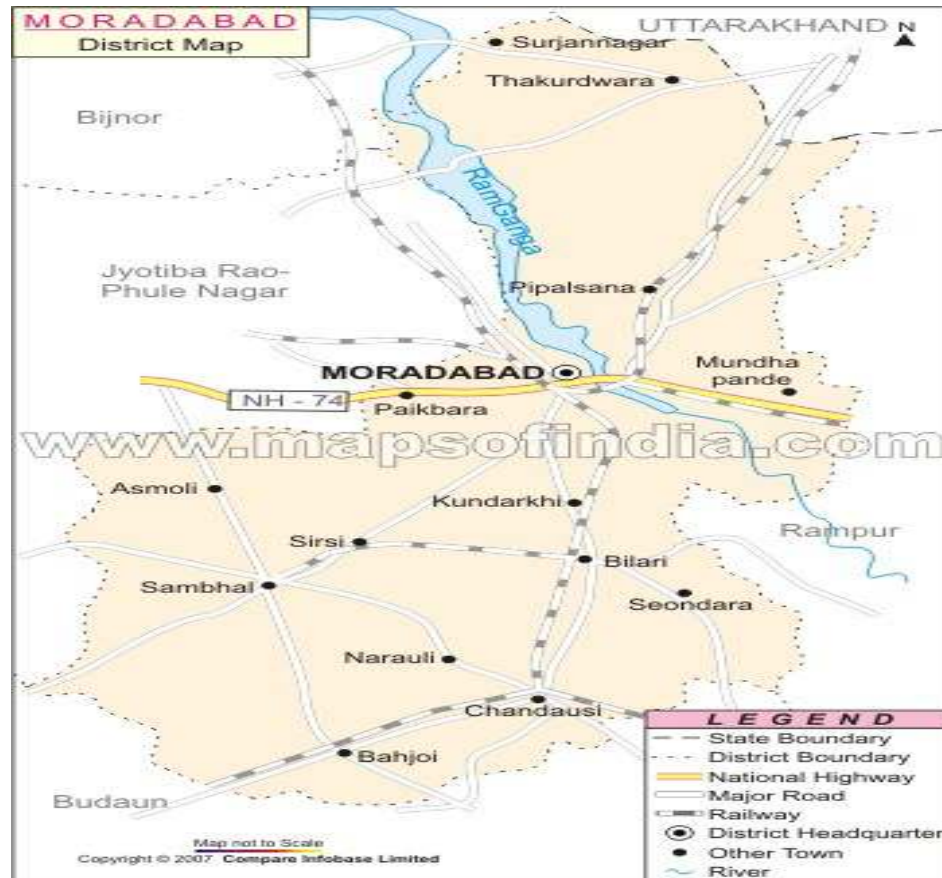 MORADABAD
District Map
UTTARAKHAND
N
Surjannagar
Thakurdwara
Bijnor
RamGanga
Jyotiba Rao-
Phule Nagar
Pipalsana
MORADABAD
Mundha
pande
NH - 74
Paikbara
www.mapsofindia.com
Asmoli
Kundarkhi
Sirsi
Rampur
Bilari
Sambhal
Seondara
Narauli
Chandausi
Bahjoi
Budaun
LEGEND
State Boundary
District Boundary
National Highway
Major Road
Railway
District Headquarter
Other Town
River
Map not to Scale
Copyright © 2007 Compare Infobase Limited